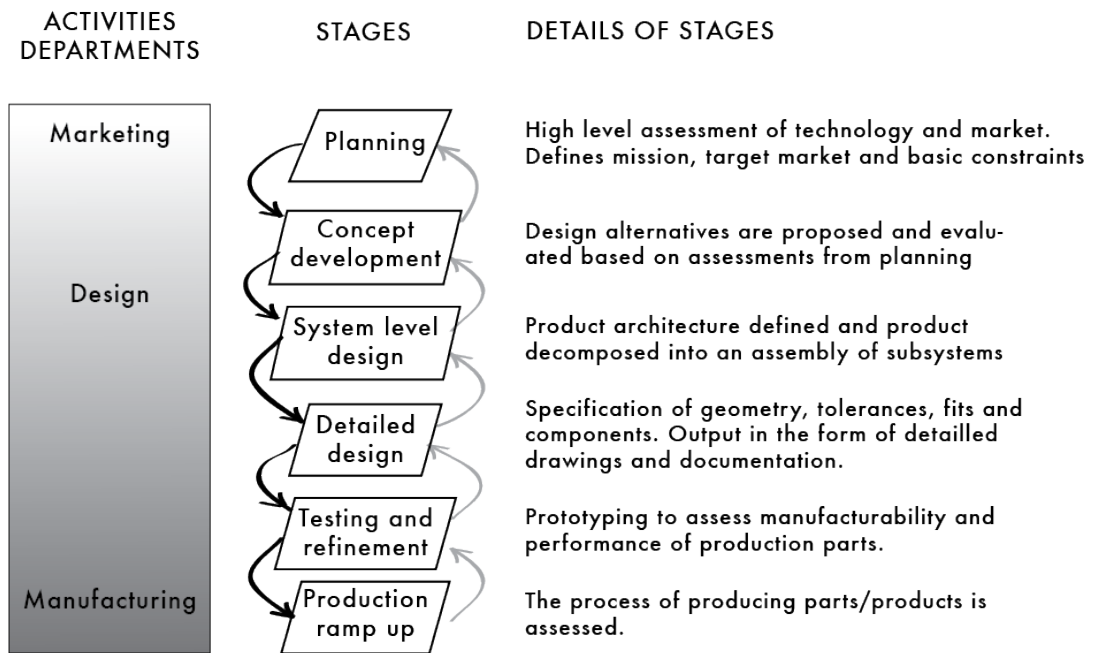 ACTIVITIES
DEPARTMENTS
STAGES
DETAILS OF STAGES
Marketing
Planning
High level assessment of technology and market.
Defines mission, target market and basic constraints
Concept
development
Design alternatives are proposed and evalu-
ated based on assessments from planning
Design
System level
design
Product architecture defined and product
decomposed into an assembly of subsystems
Detailed
design
Specification of geometry, tolerances, fits and
components. Output in the form of detailled
drawings and documentation.
Testing and
refinement
Prototyping to assess manufacturability and
performance of production parts.
Manufacturing
Production
ramp up
The process of producing parts/products is
assessed.